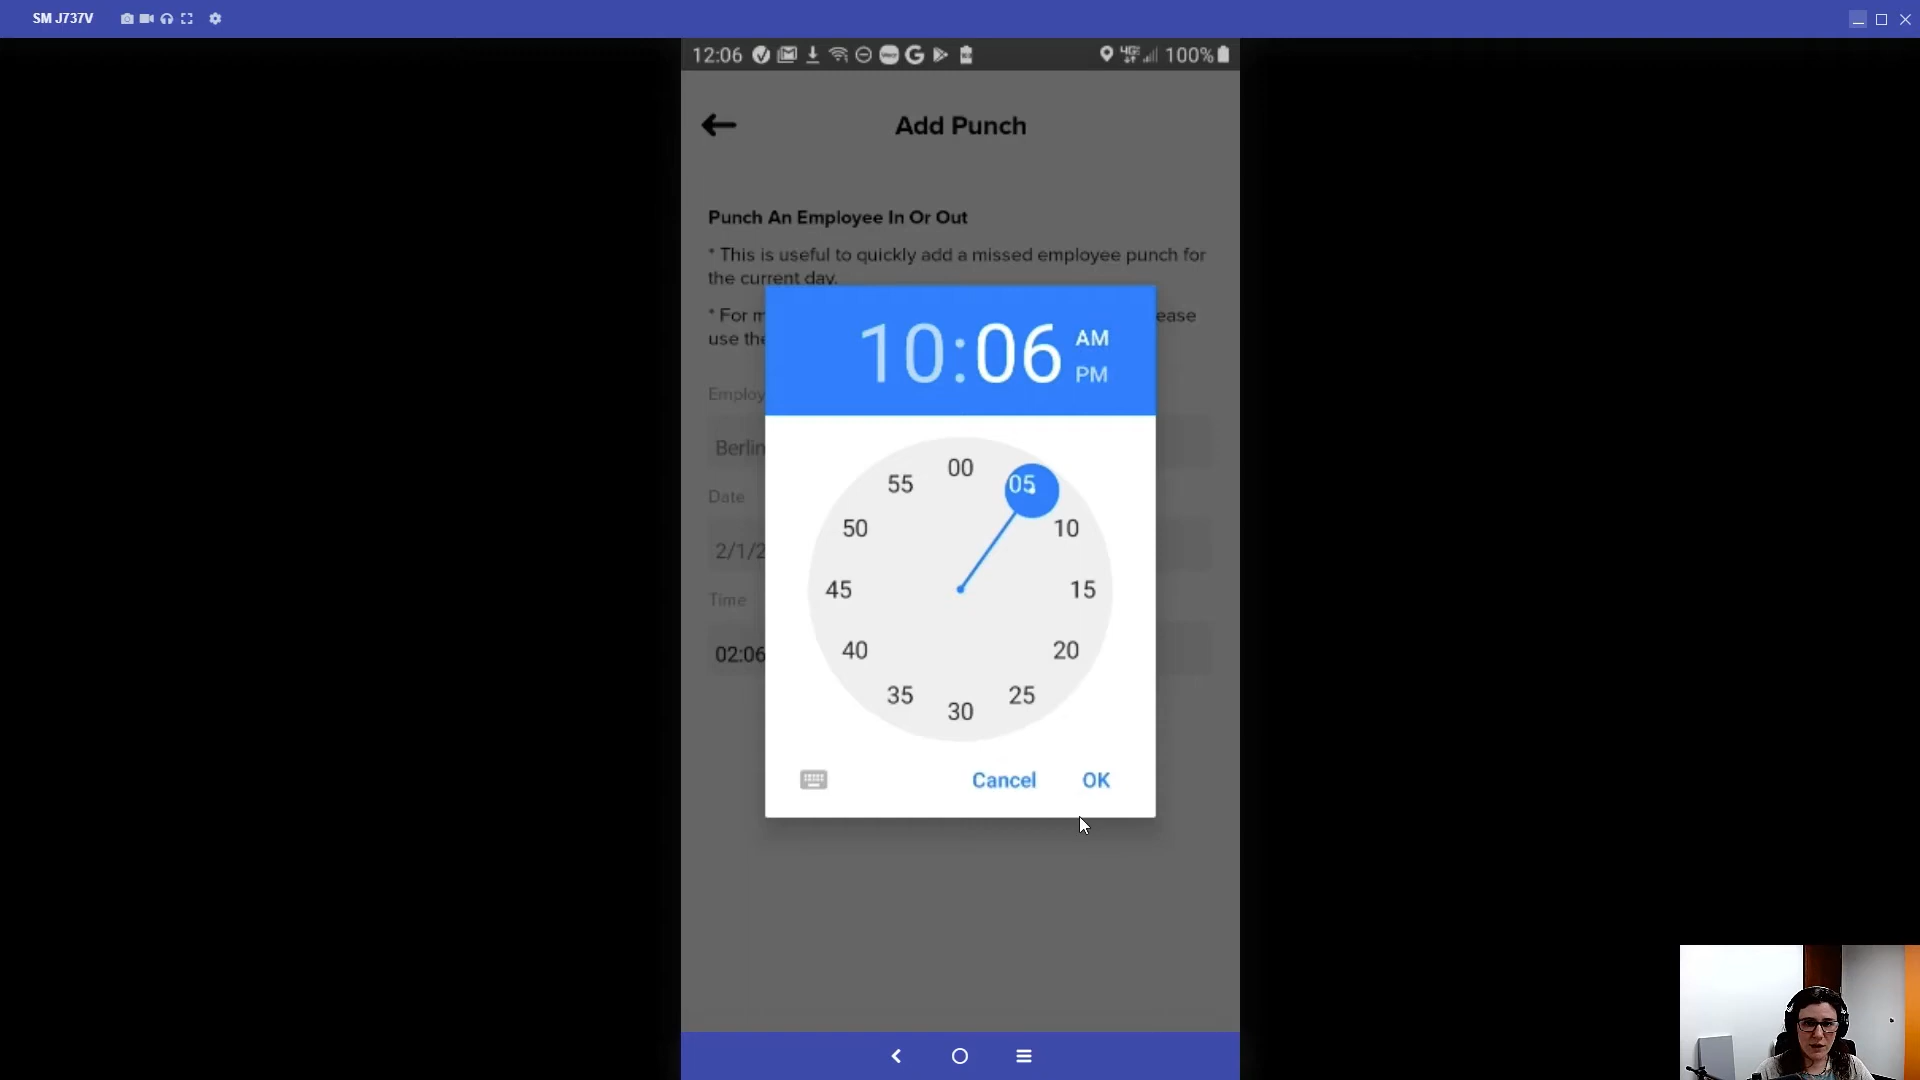 SM J737V
12:06
4GE
100%
Add Punch
Punch An Employee In Or Out
* This is useful to quickly add a missed employee punch for
the current day.
* For m
ease
use the
10:06 AM
PM
Employ
Berlin
Date
2/1/2
Time
02:06
00
05
10
15
20
25
30
35
40
45
50
55
Cancel OK